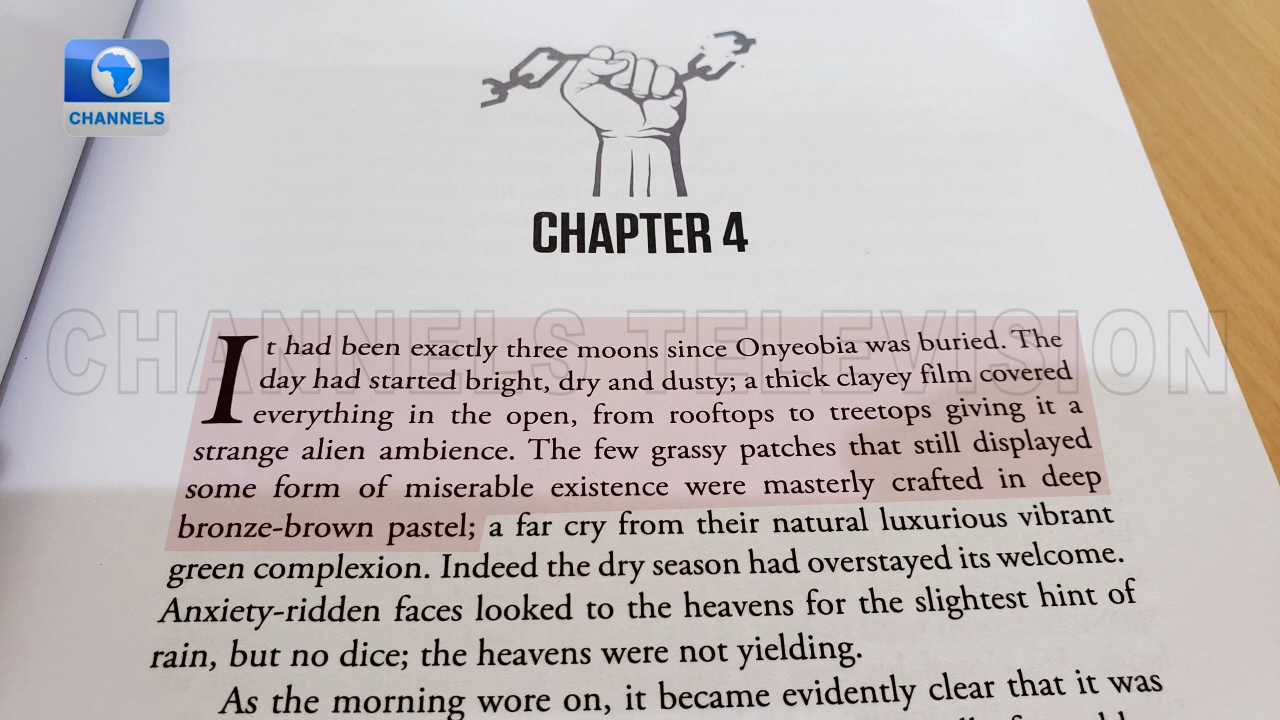 CHANNELS
CHAPTER 4
CHANNELS TELEVISION
It had been exactly three moons since Onyeobia was buried. The
day had started bright, dry and dusty; a thick clayey film covered
everything in the open, from rooftops to treetops giving it a
strange alien ambience. The few grassy patches that still displayed
some form of miserable existence were masterly crafted in deep
bronze-brown pastel; a far cry from their natural luxurious vibrant
green complexion. Indeed the dry season had overstayed its welcome.
Anxiety-ridden faces looked to the heavens for the slightest hint of
rain, but no dice; the heavens were not yielding.
As the morning wore on, it became evidently clear that it was